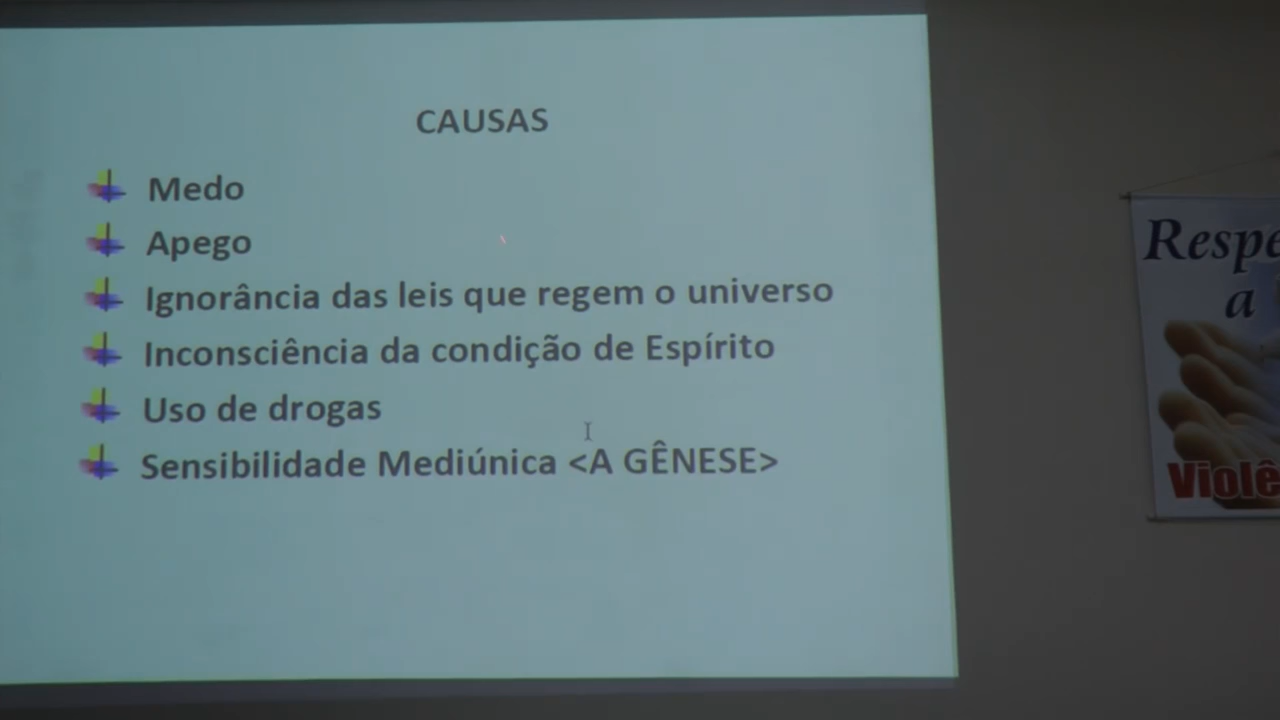 CAUSAS
Medo
Apego
Ignorância das leis que regem o universo
Inconsciência da condição de Espírito
Uso de drogas
Sensibilidade Mediúnica <A GÊNESE>
Respe
a
Violê